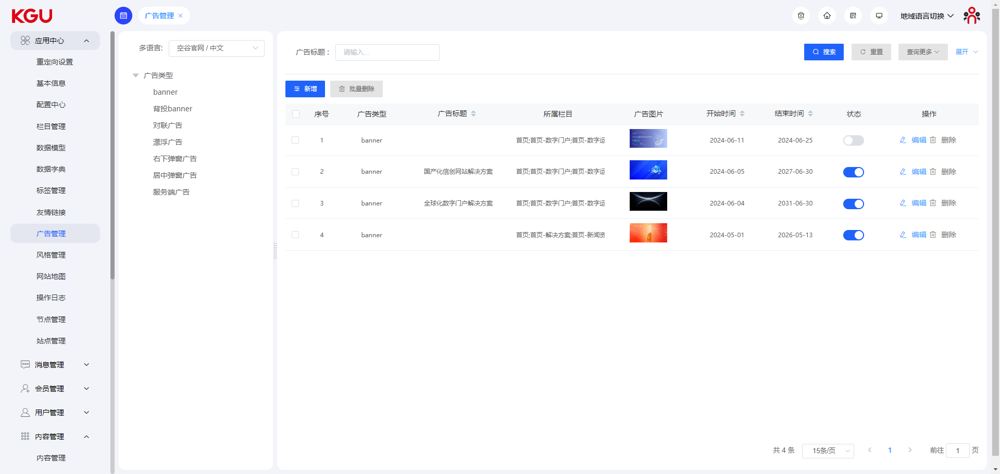 KGU
广告管理
地域语言切换
应用中心
重定向设置
基本信息
配置中心
栏目管理
数据模型
数据字典
标签管理
友情链接
广告管理
风格管理
网站地图
操作日志
节点管理
站点管理
消息管理
会员管理
用户管理
内容管理
内容管理
多语言: 空谷官网 / 中文
广告类型
banner
背投banner
对联广告
漂浮广告
右下弹窗广告
居中弹窗广告
服务端广告
广告标题： 请输入... 搜索 重置 查询更多 展开
新增 批量删除
序号 广告类型 广告标题 所属栏目 广告图片 开始时间 结束时间 状态 操作
1 banner 首页;首页-数字门户;首页-数字运 2024-06-11 2024-06-25 编辑 删除
2 banner 国产化信创网站解决方案 首页;首页-数字门户;首页-数字运 2024-06-05 2027-06-30 编辑 删除
3 banner 全球化数字门户解决方案 首页;首页-数字门户;首页-数字运 2024-06-04 2031-06-30 编辑 删除
4 banner 首页;首页-解决方案;首页-新闻资 2024-05-01 2026-05-13 编辑 删除
共 4 条 15条/页 1 前往 1 页